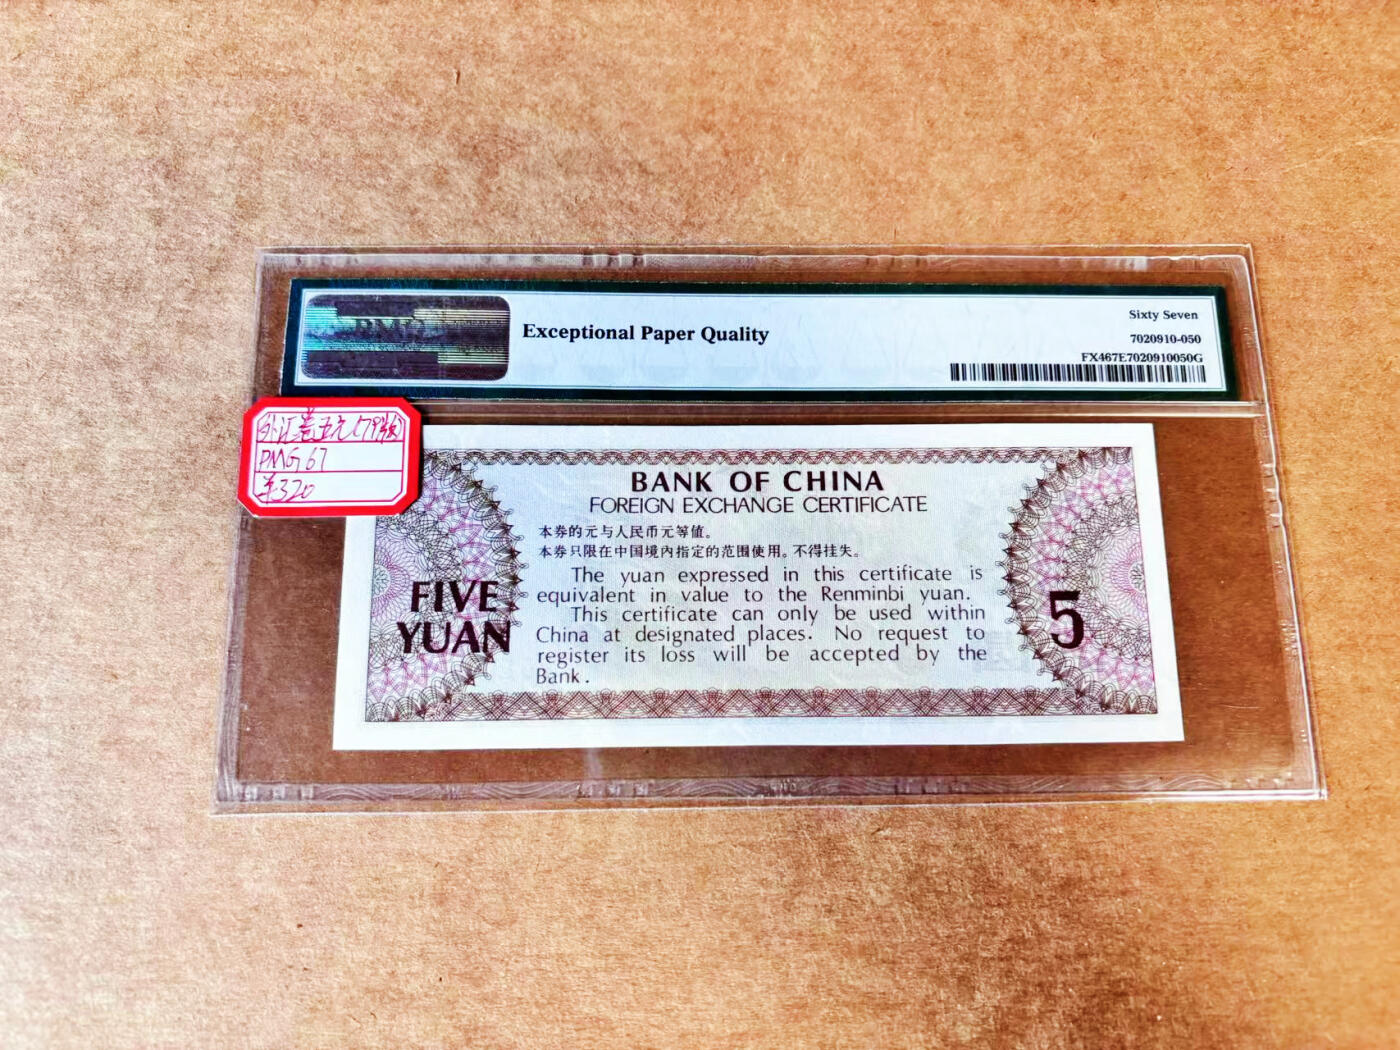 PMG
Exceptional Paper Quality
Sixty Seven
7020910-050
FX467E7020910050G
外汇券五元(79版)
PMG 67
¥320
BANK OF CHINA
FOREIGN EXCHANGE CERTIFICATE
本券的元与人民币元等值。
本券只限在中国境内指定的范围使用。不得挂失。
The yuan expressed in this certificate is
equivalent in value to the Renminbi yuan.
This certificate can only be used within
China at designated places. No request to
register its loss will be accepted by the
Bank.
FIVE
YUAN
5